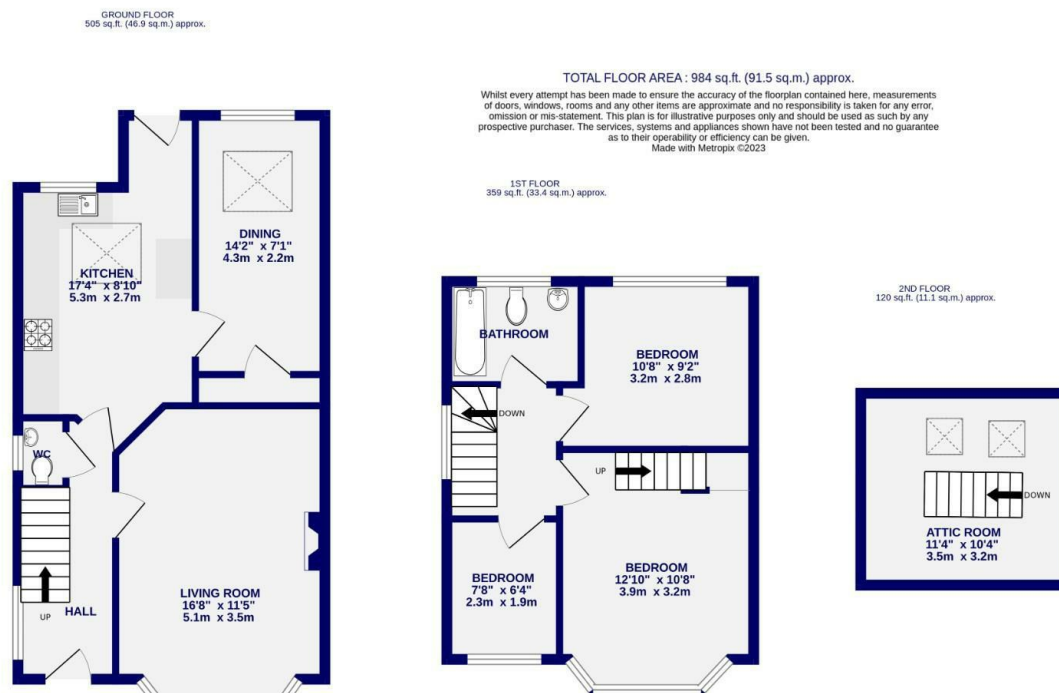 GROUND FLOOR
505 sq.ft. (46.9 sq.m.) approx.
TOTAL FLOOR AREA : 984 sq.ft. (91.5 sq.m.) approx.
Whilst every attempt has been made to ensure the accuracy of the floorplan contained here, measurements
of doors, windows, rooms and any other items are approximate and no responsibility is taken for any error,
omission or mis-statement. This plan is for illustrative purposes only and should be used as such by any
prospective purchaser. The services, systems and appliances shown have not been tested and no guarantee
as to their operability or efficiency can be given.
Made with Metropix ©2023
DINING
14'2" x 7'1"
4.3m x 2.2m
KITCHEN
17'4" x 8'10"
5.3m x 2.7m
WC
LIVING ROOM
16'8" x 11'5"
5.1m x 3.5m
UP
HALL
1ST FLOOR
359 sq.ft. (33.4 sq.m.) approx.
BATHROOM
BEDROOM
10'8" x 9'2"
3.2m x 2.8m
DOWN
UP
BEDROOM
7'8" x 6'4"
2.3m x 1.9m
BEDROOM
12'10" x 10'8"
3.9m x 3.2m
2ND FLOOR
120 sq.ft. (11.1 sq.m.) approx.
DOWN
ATTIC ROOM
11'4" x 10'4"
3.5m x 3.2m